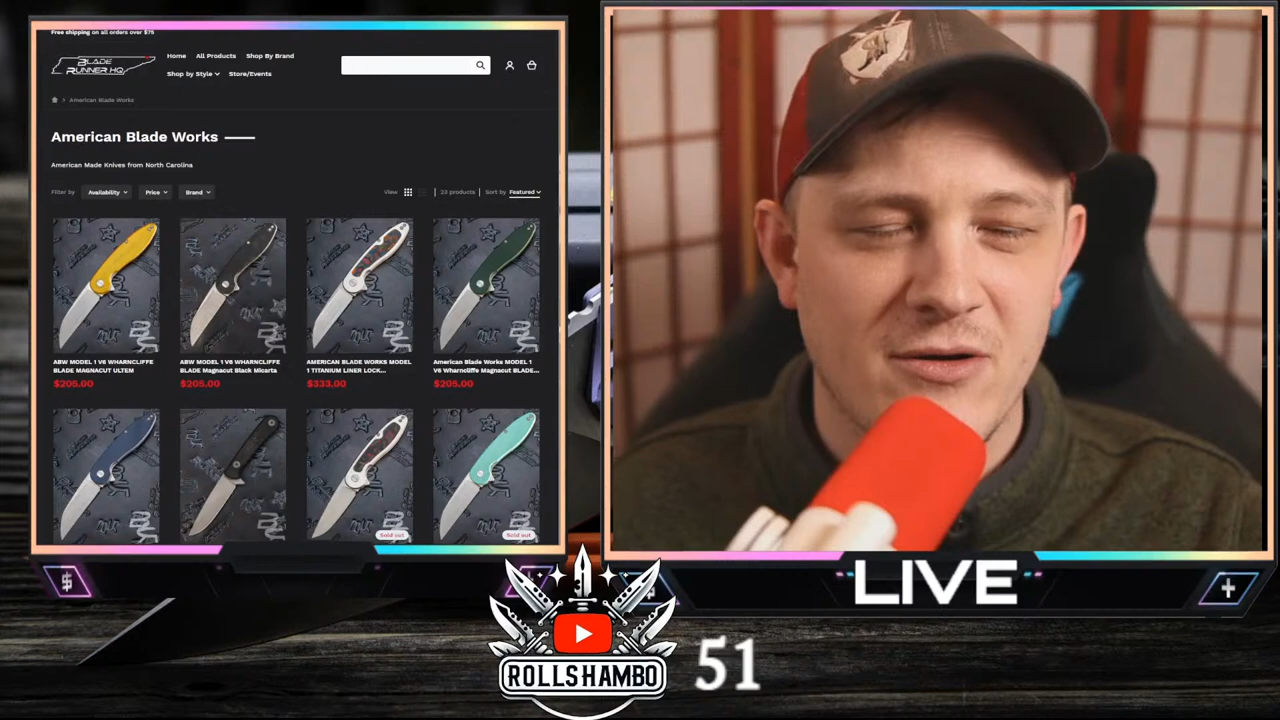 Free shipping on all orders over $75
BLADE
RUNNER HQ
Home
All Products
Shop By Brand
Shop by Style
Store/Events
American Blade Works
American Blade Works
American Made Knives from North Carolina
Filter by
Availability
Price
Brand
View
23 products
Sort by
Featured
ABW MODEL 1 V6 WHARNCLIFFE
BLADE MAGNACUT ULTEM
$205.00
ABW MODEL 1 V6 WHARNCLIFFE
BLADE Magnacut Black Micarta
$205.00
AMERICAN BLADE WORKS MODEL
1 TITANIUM LINER LOCK...
$333.00
American Blade Works MODEL 1
V6 Wharncliffe Magnacut BLADE...
$205.00
Sold out
Sold out
$
LIVE
+
ROLLSHAMBO
51